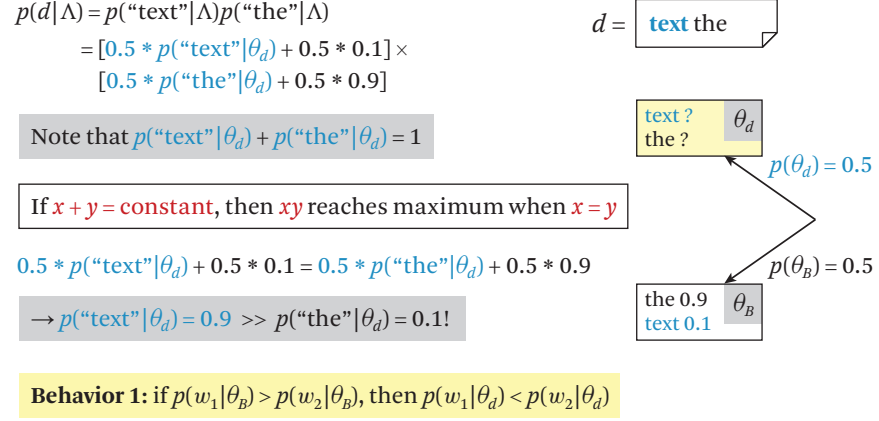 p(d|Λ) = p(“text”|Λ)p(“the”|Λ)
= [0.5 * p(“text”|θ_d) + 0.5 * 0.1] ×
[0.5 * p(“the”|θ_d) + 0.5 * 0.9]
Note that p(“text”|θ_d) + p(“the”|θ_d) = 1
If x + y = constant, then xy reaches maximum when x = y
0.5 * p(“text”|θ_d) + 0.5 * 0.1 = 0.5 * p(“the”|θ_d) + 0.5 * 0.9
→ p(“text”|θ_d) = 0.9 >> p(“the”|θ_d) = 0.1!
Behavior 1: if p(w₁|θ_B) > p(w₂|θ_B), then p(w₁|θ_d) < p(w₂|θ_d)
d = text the
text ? θ_d
the ?
p(θ_d) = 0.5
p(θ_B) = 0.5
the 0.9 θ_B
text 0.1